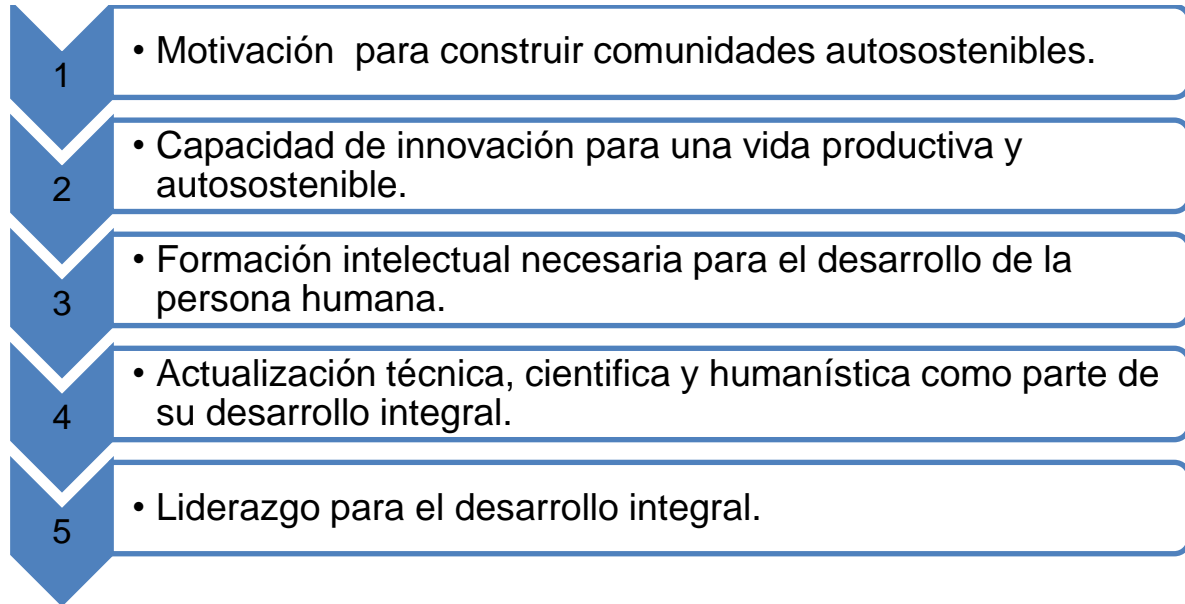 1
• Motivación  para construir comunidades autosostenibles.
2
• Capacidad de innovación para una vida productiva y
autosostenible.
3
• Formación intelectual necesaria para el desarrollo de la
persona humana.
4
• Actualización técnica, cientifica y humanística como parte de
su desarrollo integral.
5
• Liderazgo para el desarrollo integral.